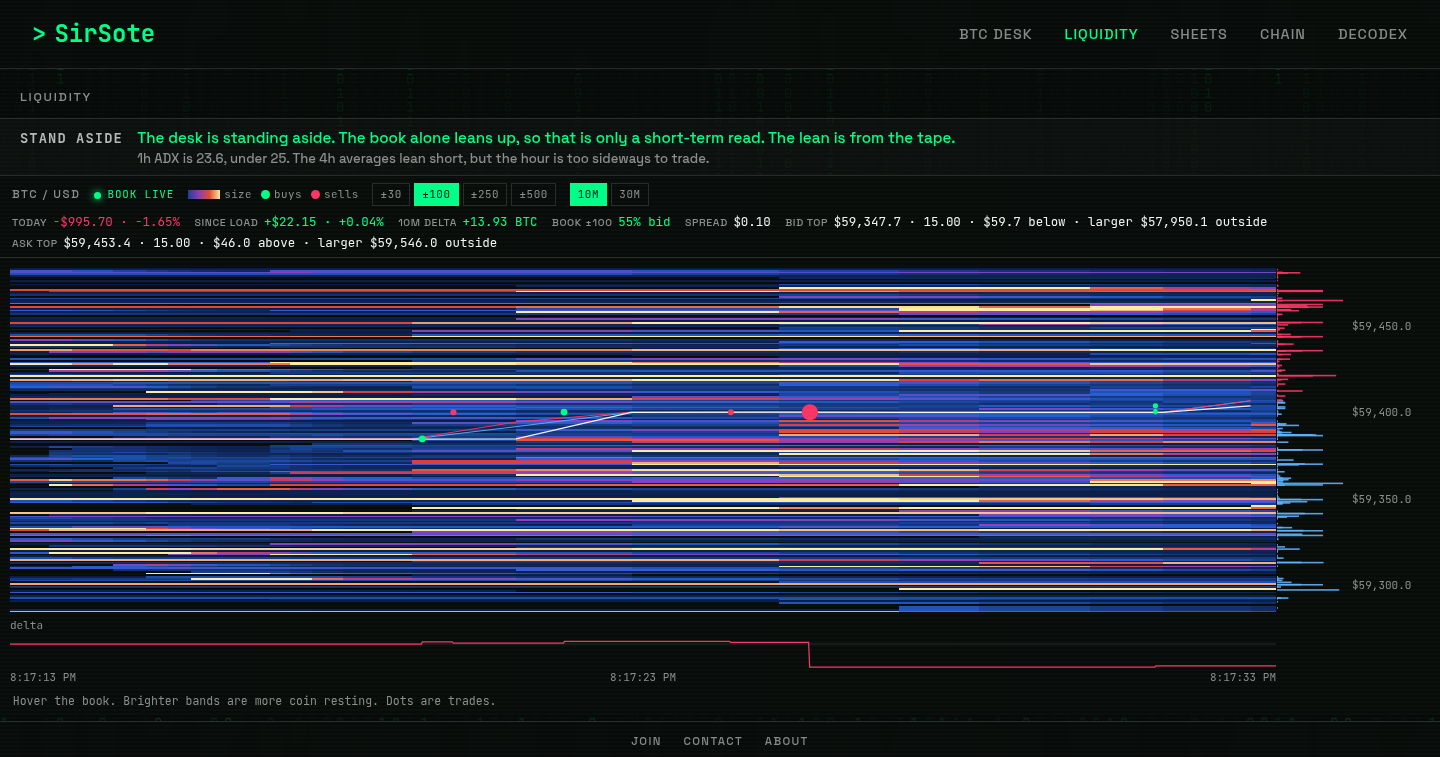 > SirSote
BTC DESK LIQUIDITY SHEETS CHAIN DECODEX
LIQUIDITY
STAND ASIDE The desk is standing aside. The book alone leans up, so that is only a short-term read. The lean is from the tape.
1h ADX is 23.6, under 25. The 4h averages lean short, but the hour is too sideways to trade.
BTC / USD BOOK LIVE size buys sells ±30 ±100 ±250 ±500 10M 30M
TODAY -$995.70 · -1.65% SINCE LOAD +$22.15 · +0.04% 10M DELTA +13.93 BTC BOOK ±100 55% bid SPREAD $0.10 BID TOP $59,347.7 · 15.00 · $59.7 below · larger $57,950.1 outside
ASK TOP $59,453.4 · 15.00 · $46.0 above · larger $59,546.0 outside
$59,450.0
$59,400.0
$59,350.0
$59,300.0
delta
8:17:13 PM 8:17:23 PM 8:17:33 PM
Hover the book. Brighter bands are more coin resting. Dots are trades.
JOIN CONTACT ABOUT